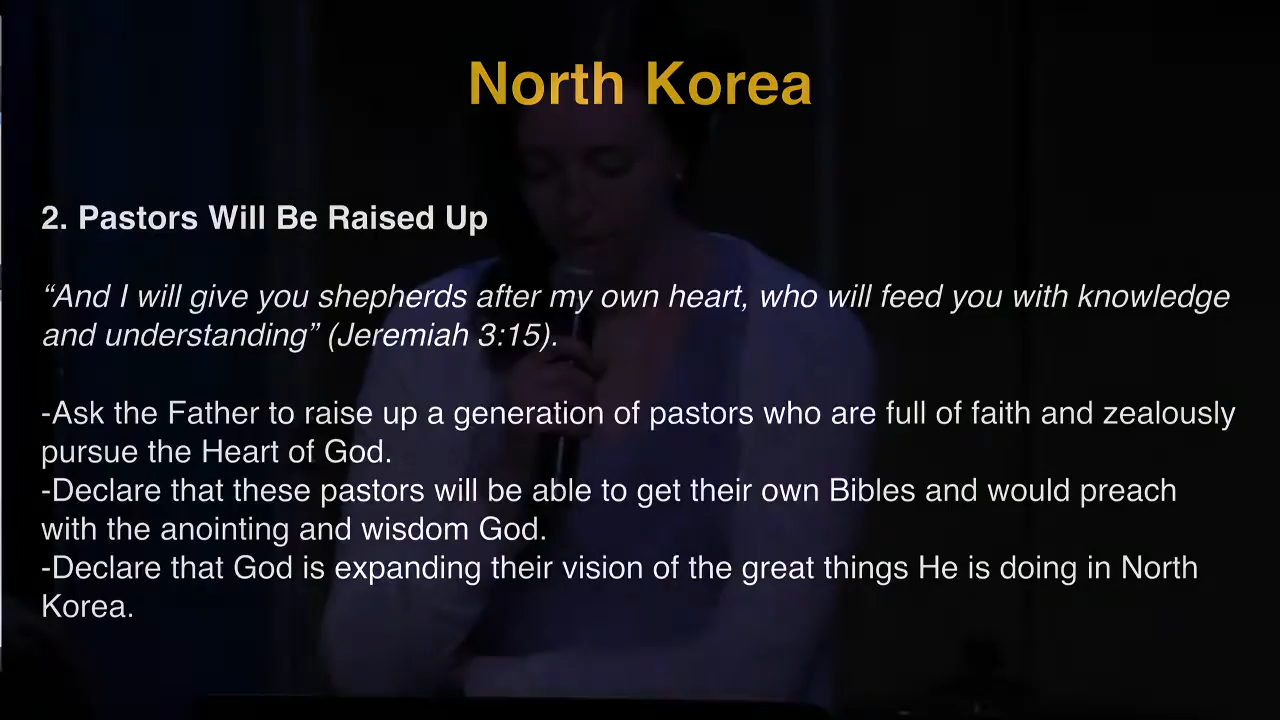 North Korea
2. Pastors Will Be Raised Up
“And I will give you shepherds after my own heart, who will feed you with knowledge
and understanding” (Jeremiah 3:15).
-Ask the Father to raise up a generation of pastors who are full of faith and zealously
pursue the Heart of God.
-Declare that these pastors will be able to get their own Bibles and would preach
with the anointing and wisdom God.
-Declare that God is expanding their vision of the great things He is doing in North
Korea.